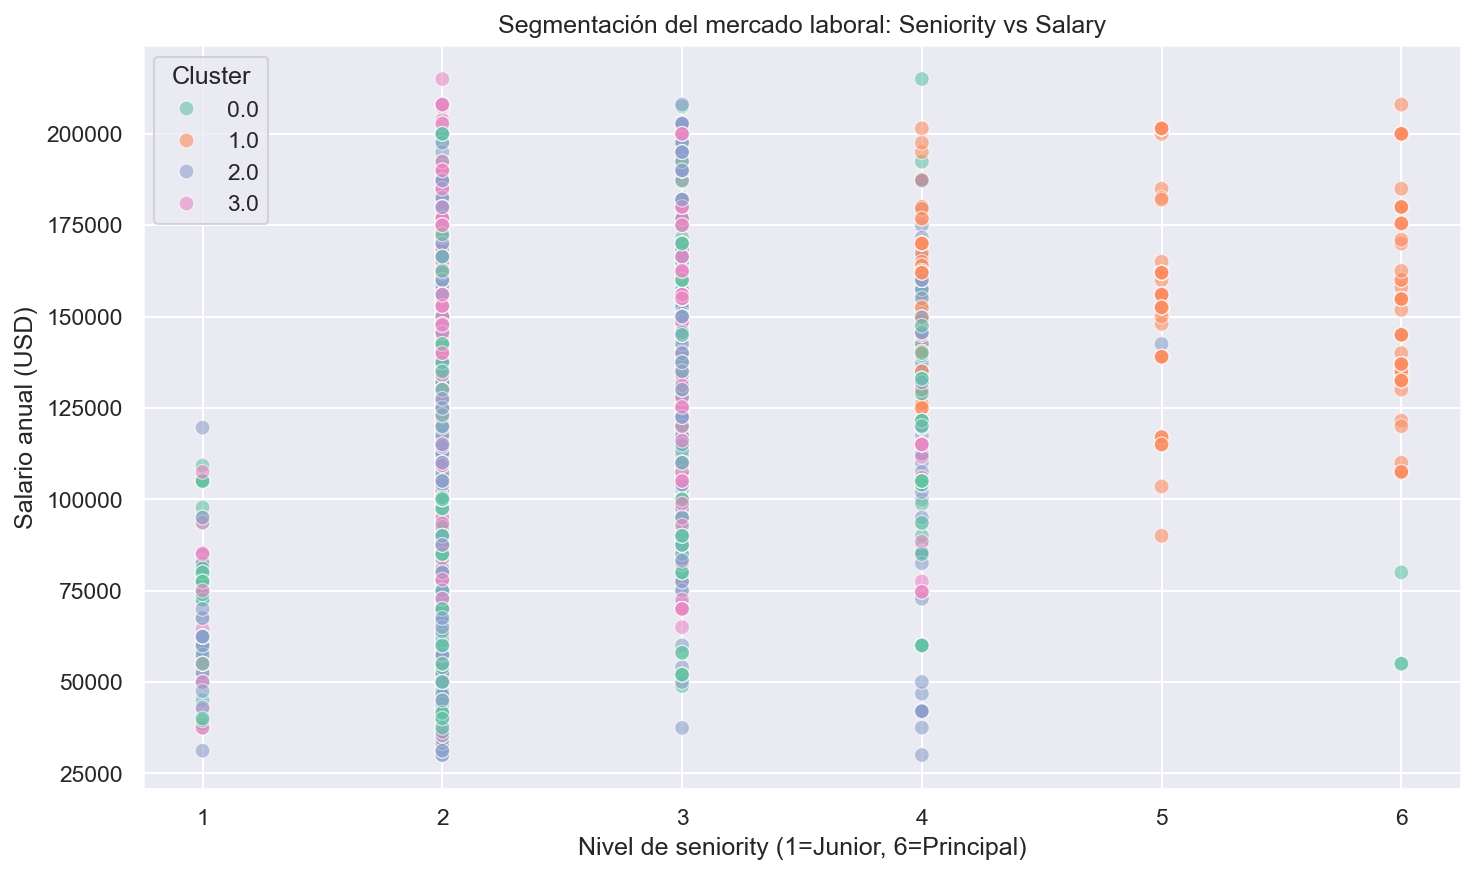 Segmentación del mercado laboral: Seniority vs Salary
Cluster
0.0
1.0
2.0
3.0
Salario anual (USD)
200000
175000
150000
125000
100000
75000
50000
25000
1 2 3 4 5 6
Nivel de seniority (1=Junior, 6=Principal)